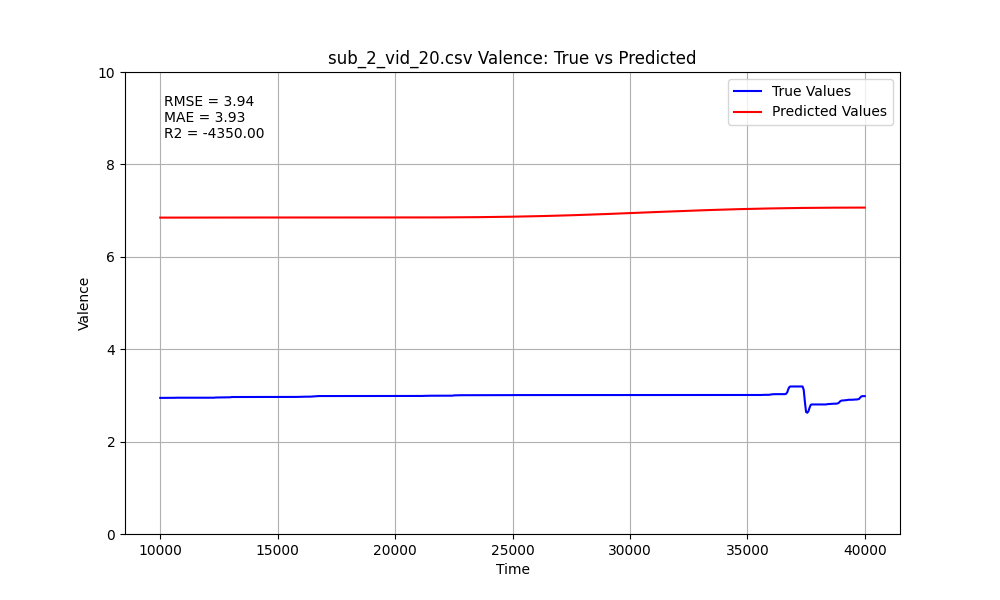 sub_2_vid_20.csv Valence: True vs Predicted
RMSE = 3.94
MAE = 3.93
R2 = -4350.00
True Values
Predicted Values
10
8
6
4
2
0
Valence
10000
15000
20000
25000
30000
35000
40000
Time